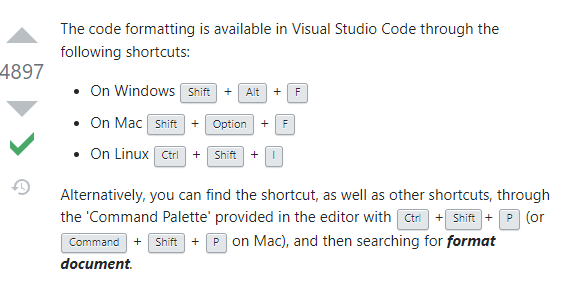 The code formatting is available in Visual Studio Code through the
following shortcuts:
4897
• On Windows Shift + Alt + F
• On Mac Shift + Option + F
• On Linux Ctrl + Shift + I
Alternatively, you can find the shortcut, as well as other shortcuts, through
the 'Command Palette' provided in the editor with Ctrl + Shift + P (or
Command + Shift + P on Mac), and then searching for format
document.